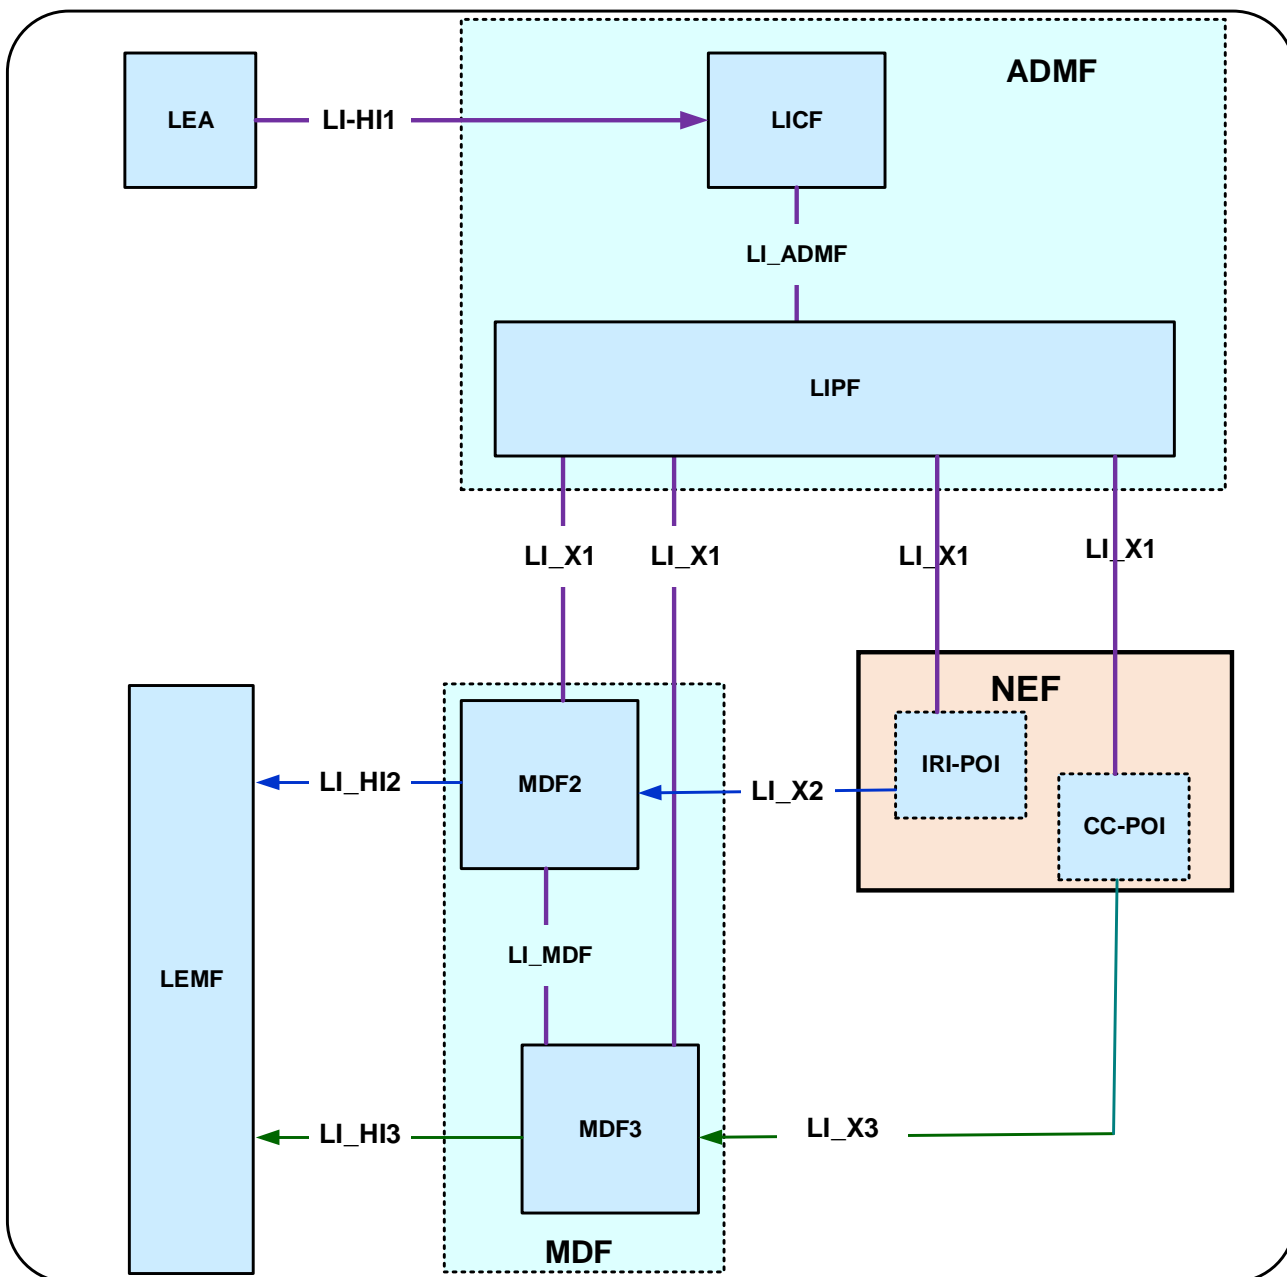 ADMF
LEA
LI-HI1
LICF
LI_ADMF
LIPF
LI_X1
LI_X1
LI_X1
LI_X1
NEF
IRI-POI
MDF2
LI_HI2
LI_X2
CC-POI
LI_MDF
LEMF
MDF3
LI_HI3
LI_X3
MDF